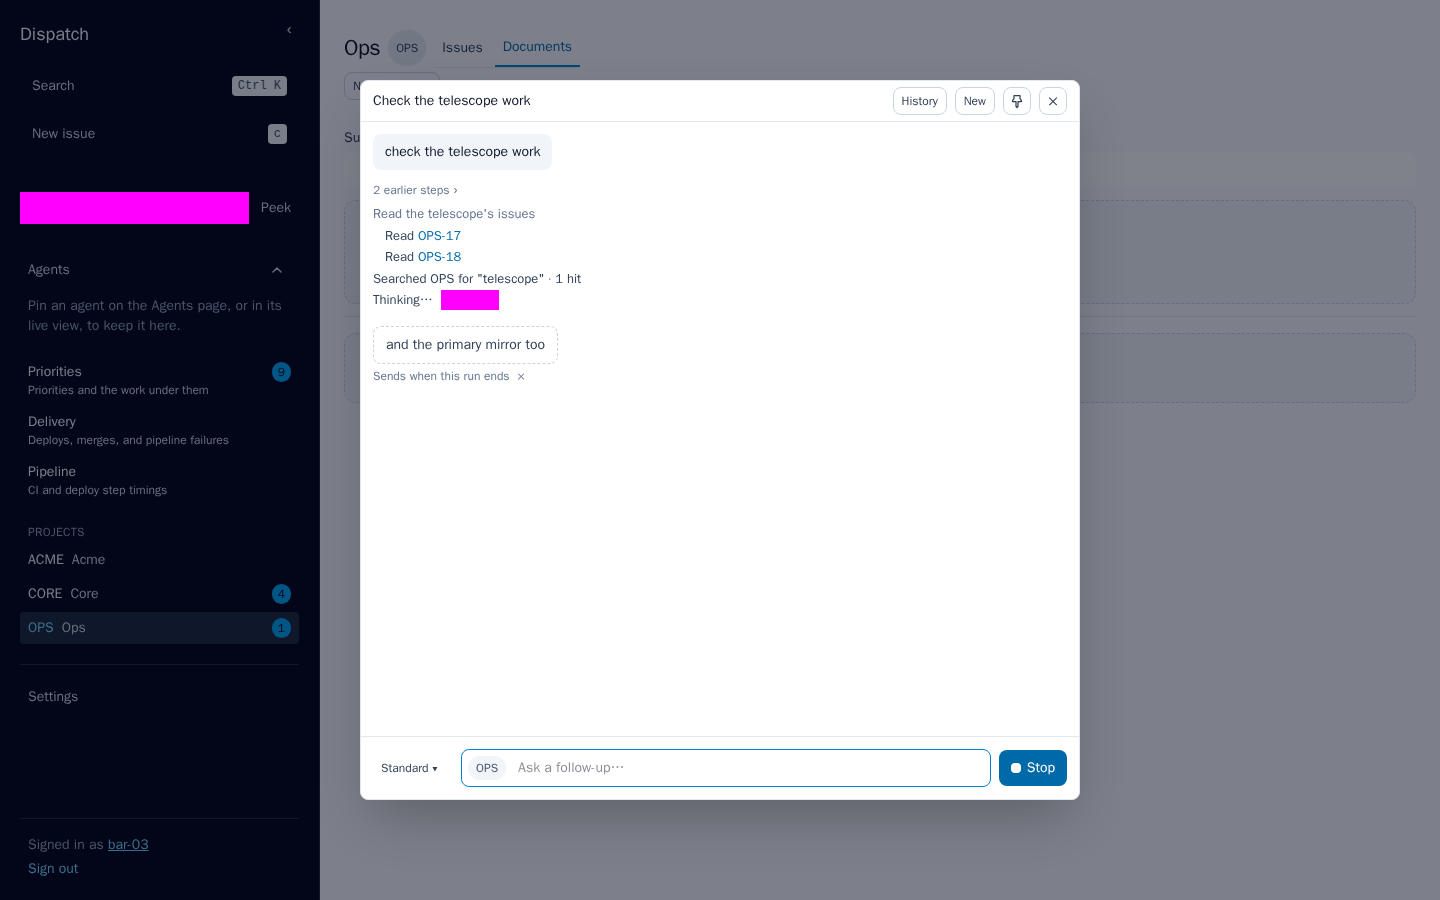 Dispatch
Search
Ctrl K
New issue
C
Peek
Agents
Pin an agent on the Agents page, or in its
live view, to keep it here.
Priorities
9
Priorities and the work under them
Delivery
Deploys, merges, and pipeline failures
Pipeline
CI and deploy step timings
PROJECTS
ACME Acme
CORE Core
4
OPS Ops
1
Settings
Signed in as bar-03
Sign out
Ops
OPS
Issues
Documents
Check the telescope work
History
New
check the telescope work
2 earlier steps ›
Read the telescope's issues
Read OPS-17
Read OPS-18
Searched OPS for "telescope" · 1 hit
Thinking…
and the primary mirror too
Sends when this run ends ×
Standard ▾
OPS
Ask a follow-up…
Stop